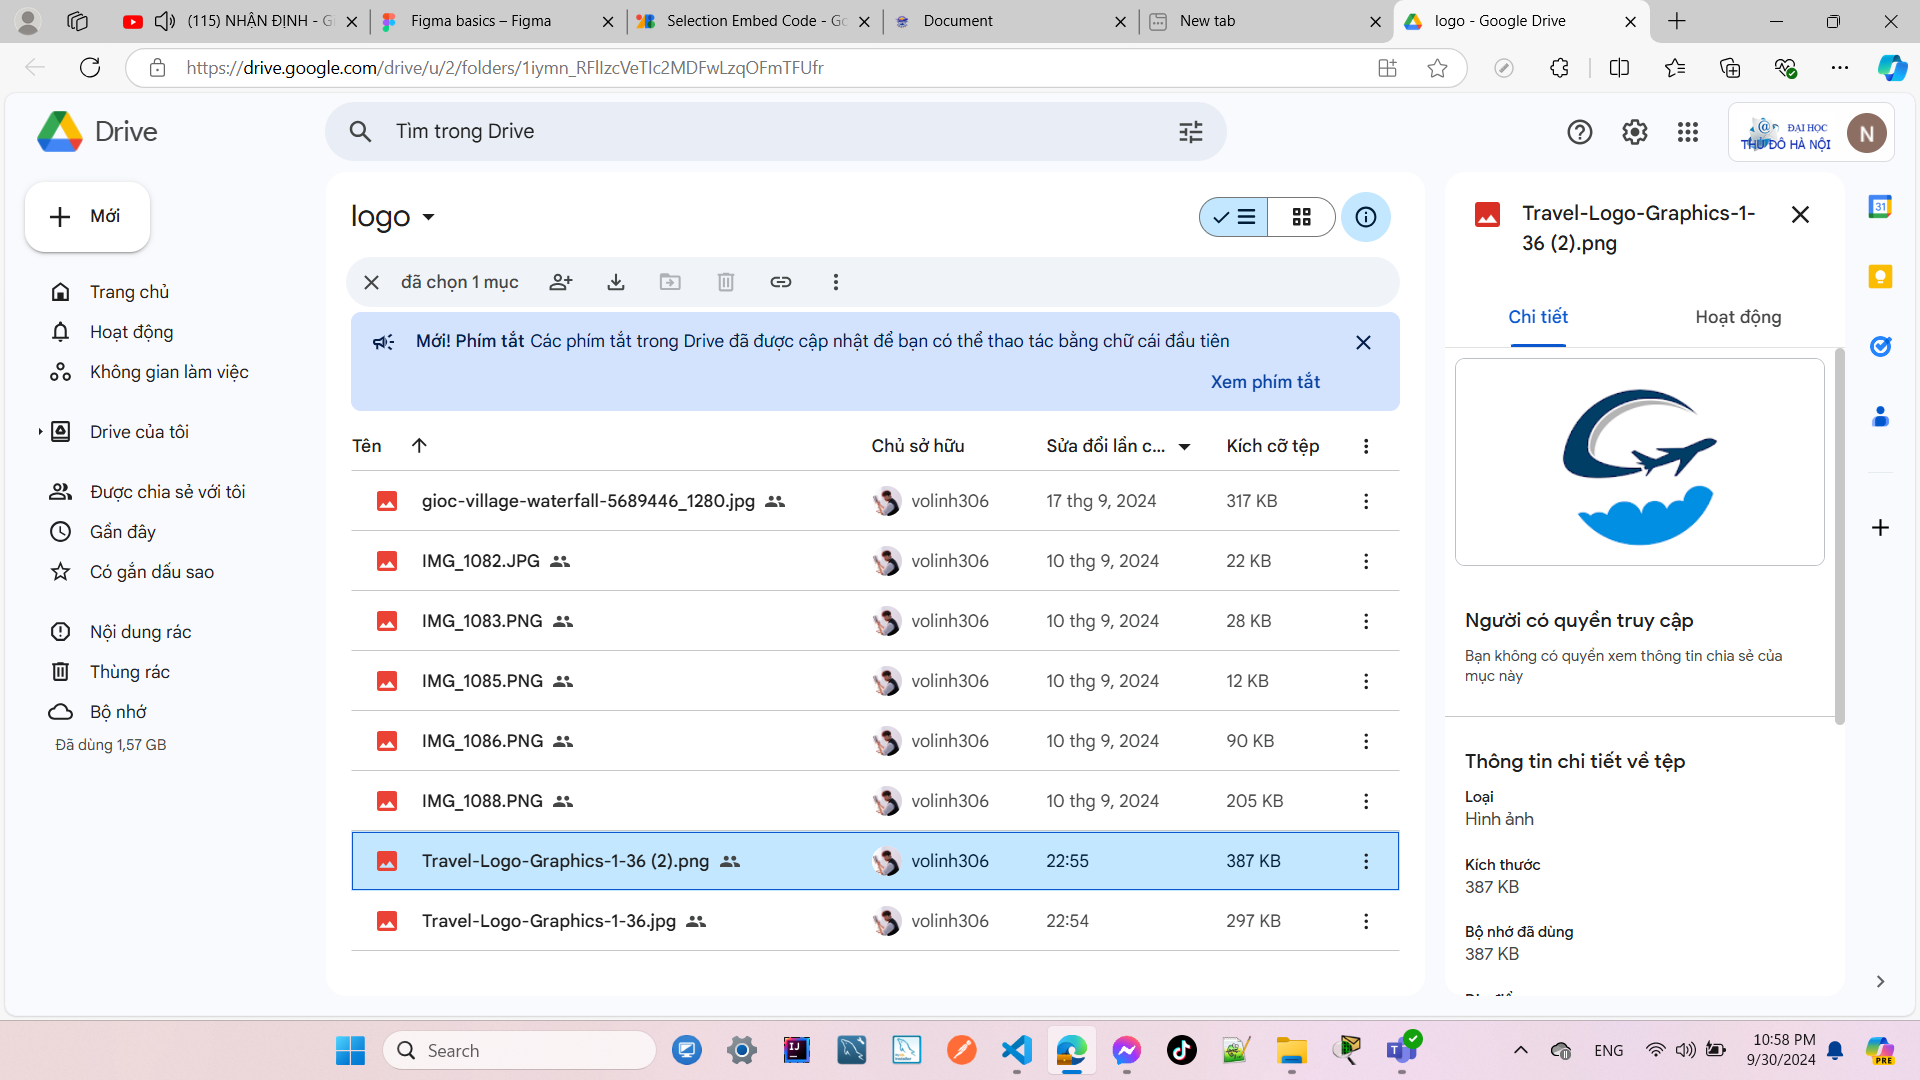 (115) NHẬN ĐỊNH - G
Figma basics – Figma
Selection Embed Code - Go
Document
New tab
logo - Google Drive
https://drive.google.com/drive/u/2/folders/1iymn_RFlIzcVeTIc2MDFwLzqOFmTFUfr
Drive
Tìm trong Drive
ĐẠI HỌC
THỦ ĐÔ HÀ NỘI
N
Mới
Trang chủ
Hoạt động
Không gian làm việc
Drive của tôi
Được chia sẻ với tôi
Gần đây
Có gắn dấu sao
Nội dung rác
Thùng rác
Bộ nhớ
Đã dùng 1,57 GB
logo
đã chọn 1 mục
Mới! Phím tắt Các phím tắt trong Drive đã được cập nhật để bạn có thể thao tác bằng chữ cái đầu tiên
Xem phím tắt
Tên Chủ sở hữu Sửa đổi lần c... Kích cỡ tệp
gioc-village-waterfall-5689446_1280.jpg volinh306 17 thg 9, 2024 317 KB
IMG_1082.JPG volinh306 10 thg 9, 2024 22 KB
IMG_1083.PNG volinh306 10 thg 9, 2024 28 KB
IMG_1085.PNG volinh306 10 thg 9, 2024 12 KB
IMG_1086.PNG volinh306 10 thg 9, 2024 90 KB
IMG_1088.PNG volinh306 10 thg 9, 2024 205 KB
Travel-Logo-Graphics-1-36 (2).png volinh306 22:55 387 KB
Travel-Logo-Graphics-1-36.jpg volinh306 22:54 297 KB
Travel-Logo-Graphics-1-
36 (2).png
Chi tiết
Hoạt động
Người có quyền truy cập
Bạn không có quyền xem thông tin chia sẻ của
mục này
Thông tin chi tiết về tệp
Loại
Hình ảnh
Kích thước
387 KB
Bộ nhớ đã dùng
387 KB
31
Search
IJ
ENG
10:58 PM
9/30/2024
PRE